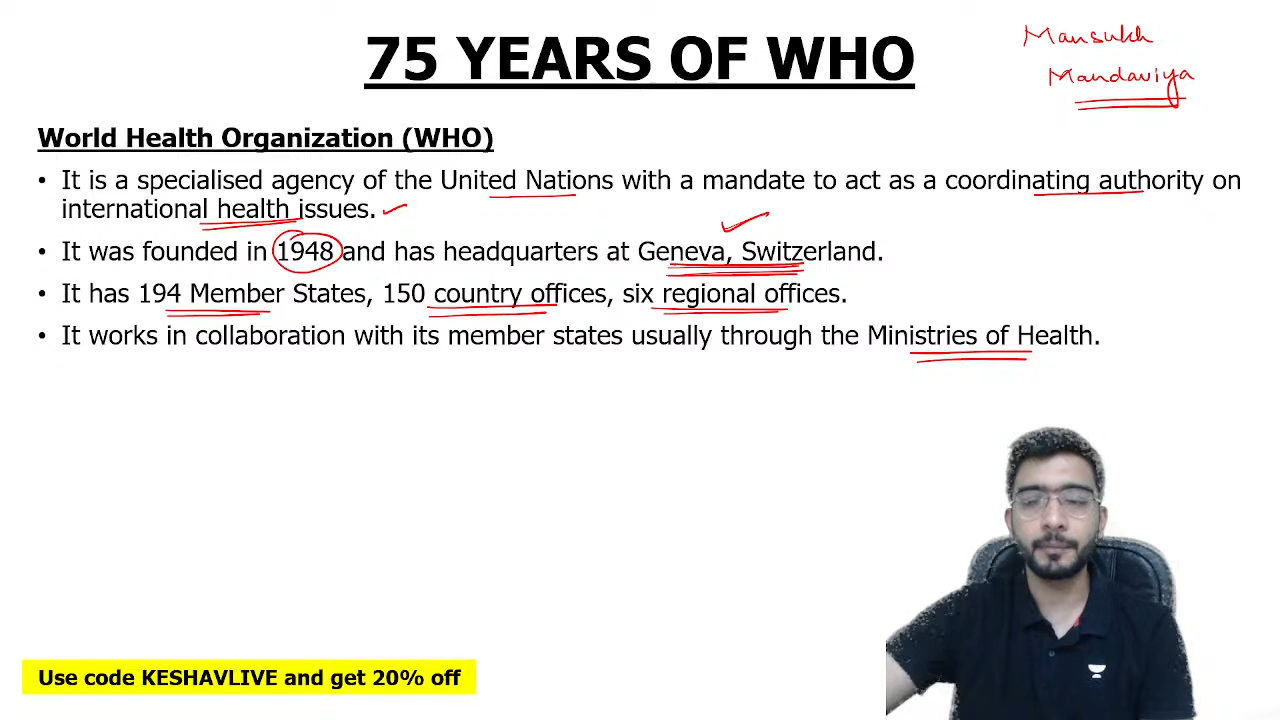 75 YEARS OF WHO
Mansukh
Mandaviya
World Health Organization (WHO)
• It is a specialised agency of the United Nations with a mandate to act as a coordinating authority on
international health issues.
• It was founded in 1948 and has headquarters at Geneva, Switzerland.
• It has 194 Member States, 150 country offices, six regional offices.
• It works in collaboration with its member states usually through the Ministries of Health.
Use code KESHAVLIVE and get 20% off